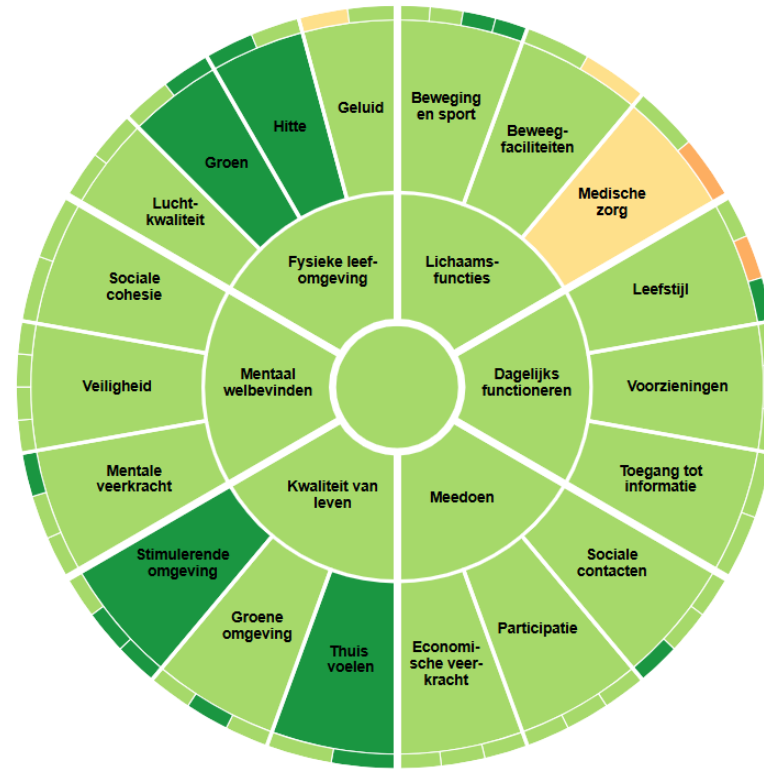 Geluid
Beweging
en sport
Beweeg-
faciliteiten
Hitte
Groen
Medische
zorg
Lucht-
kwaliteit
Fysieke leef-
omgeving
Lichaams-
functies
Sociale
cohesie
Leefstijl
Veiligheid
Mentaal
welbevinden
Dagelijks
functioneren
Voorzieningen
Mentale
veerkracht
Kwaliteit van
leven
Meedoen
Toegang tot
informatie
Stimulerende
omgeving
Sociale
contacten
Groene
omgeving
Participatie
Thuis
voelen
Economi-
sche veer-
kracht